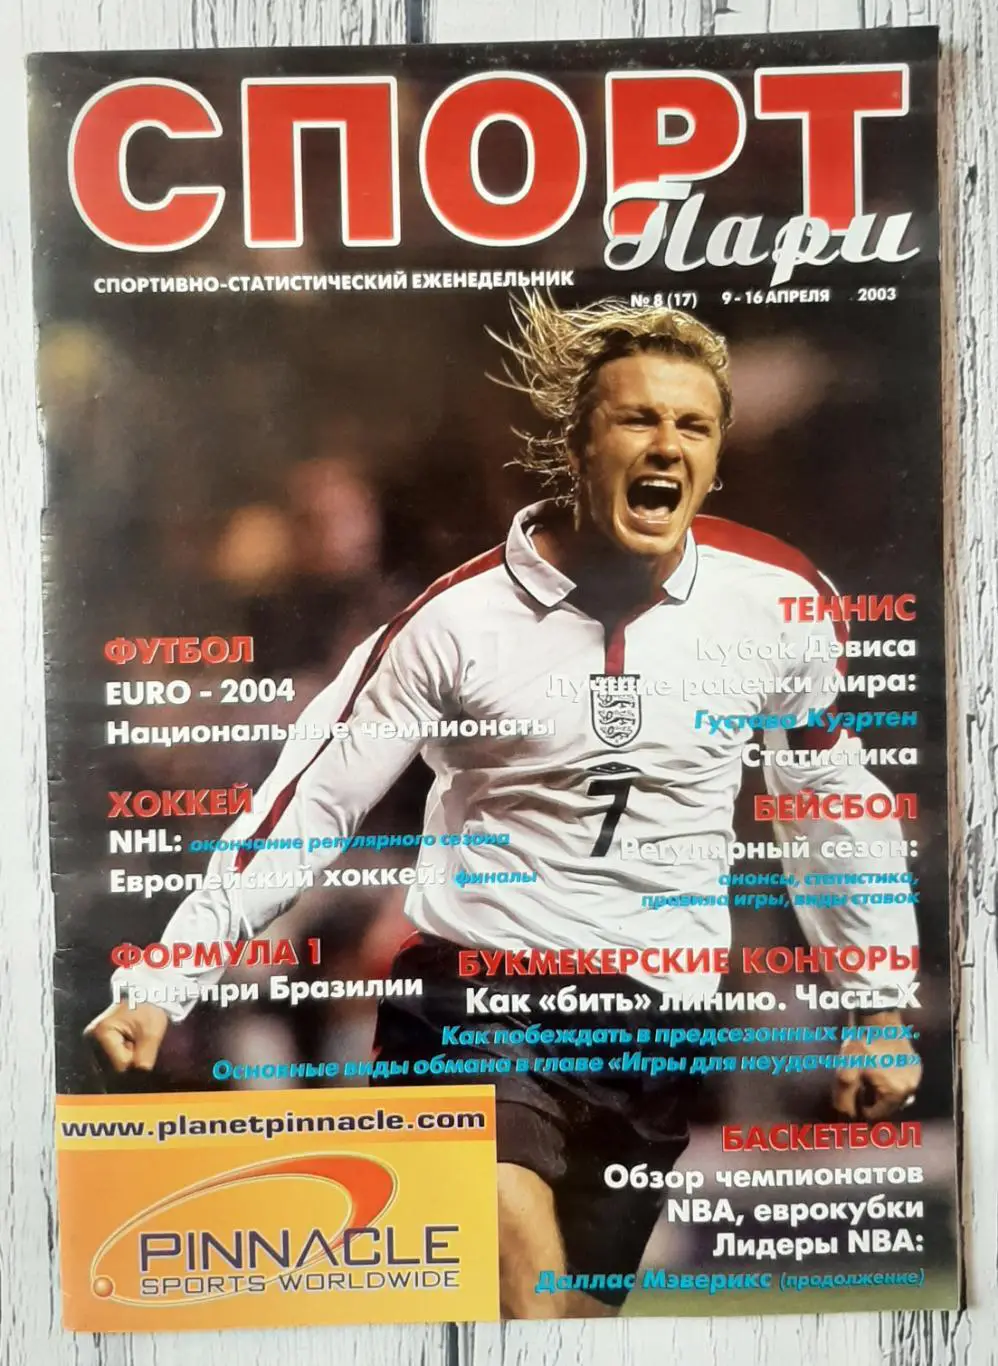 СПОРТ
Пари
СПОРТИВНО-СТАТИСТИЧЕСКИЙ ЕЖЕНЕДЕЛЬНИК
№ 8 (17) 9 - 16 АПРЕЛЯ 2003
ФУТБОЛ
EURO - 2004
Национальные чемпионаты
ХОККЕЙ
NHL: окончание регулярного сезона
Европейский хоккей: финалы
ФОРМУЛА 1
Гран-при Бразилии
ТЕННИС
Кубок Дэвиса
Лучшие ракетки мира:
Густаво Куэртен
Статистика
БЕЙСБОЛ
Регулярный сезон:
анонсы, статистика,
правила игры, виды ставок
БУКМЕКЕРСКИЕ КОНТОРЫ
Как «бить» линию. Часть X
Как побеждать в предсезонных играх.
Основные виды обмана в главе «Игры для неудачников»
БАСКЕТБОЛ
Обзор чемпионатов
NBA, еврокубки
Лидеры NBA:
Даллас Мэверикс (продолжение)
7
www.planetpinnacle.com
PINNACLE
SPORTS WORLDWIDE